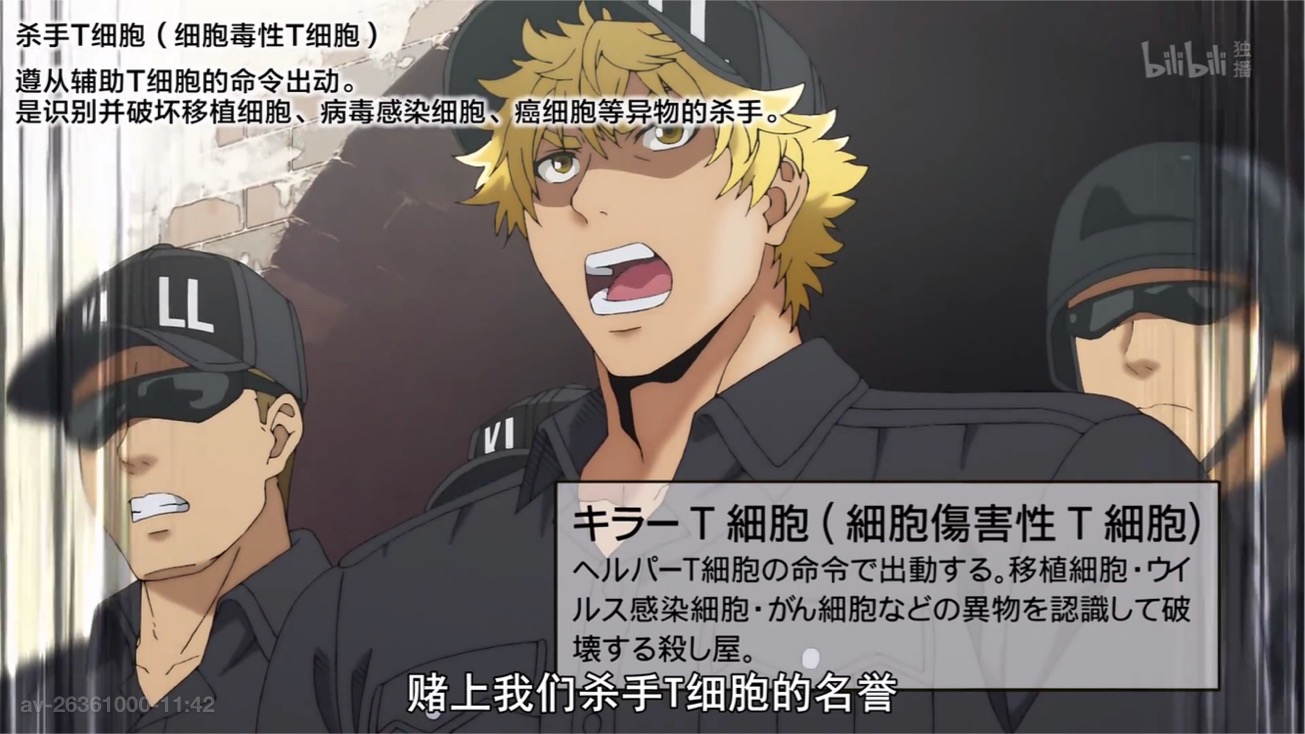 杀手T细胞（细胞毒性T细胞）
遵从辅助T细胞的命令出动。
是识别并破坏移植细胞、病毒感染细胞、癌细胞等异物的杀手。
bilibili 独播
LL
KI
キラーT細胞（細胞傷害性T細胞）
ヘルパーT細胞の命令で出動する。移植細胞・ウイ
ルス感染細胞・がん細胞などの異物を認識して破
壊する殺し屋。
赌上我们杀手T细胞的名誉
av-26361000-11:42